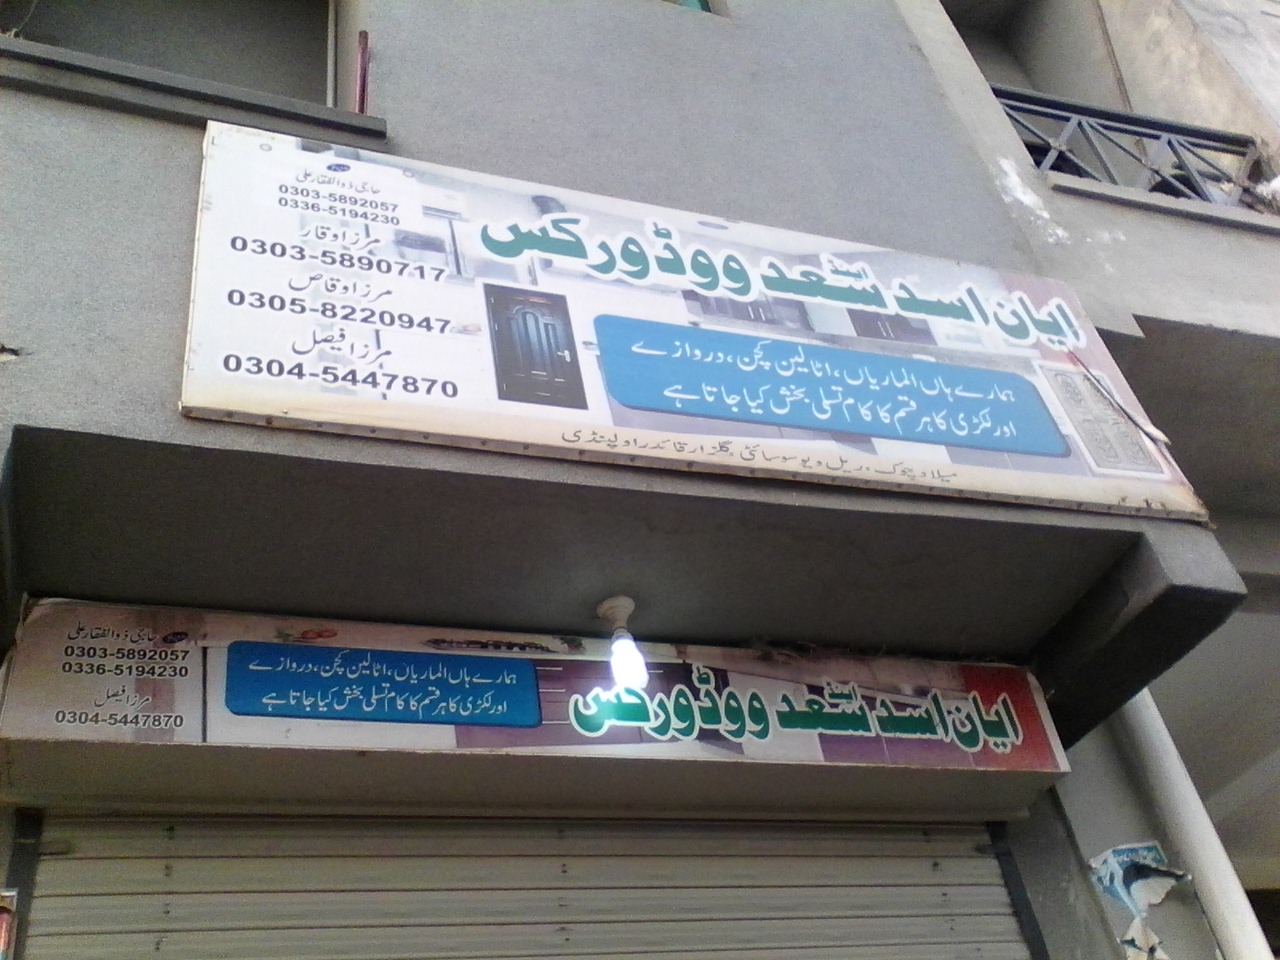 ایان اسد اینڈ سعد ووڈ ورکس
ہمارے ہاں الماریاں، اٹالین کچن، دروازے
اور لکڑی کا ہر قسم کا کام تسلی بخش کیا جاتا ہے
حاجی ذوالفقار علی
0303-5892057
0336-5194230
مرزا وقار
0303-5890717
مرزا وقاص
0305-8220947
مرزا فیصل
0304-5447870
میلاد چوک، ریل ویو سوسائٹی، گلزار قائد راولپنڈی
ایان اسد اینڈ سعد ووڈ ورکس
ہمارے ہاں الماریاں، اٹالین کچن، دروازے
اور لکڑی کا ہر قسم کا کام تسلی بخش کیا جاتا ہے
حاجی ذوالفقار علی
0303-5892057
0336-5194230
مرزا فیصل
0304-5447870